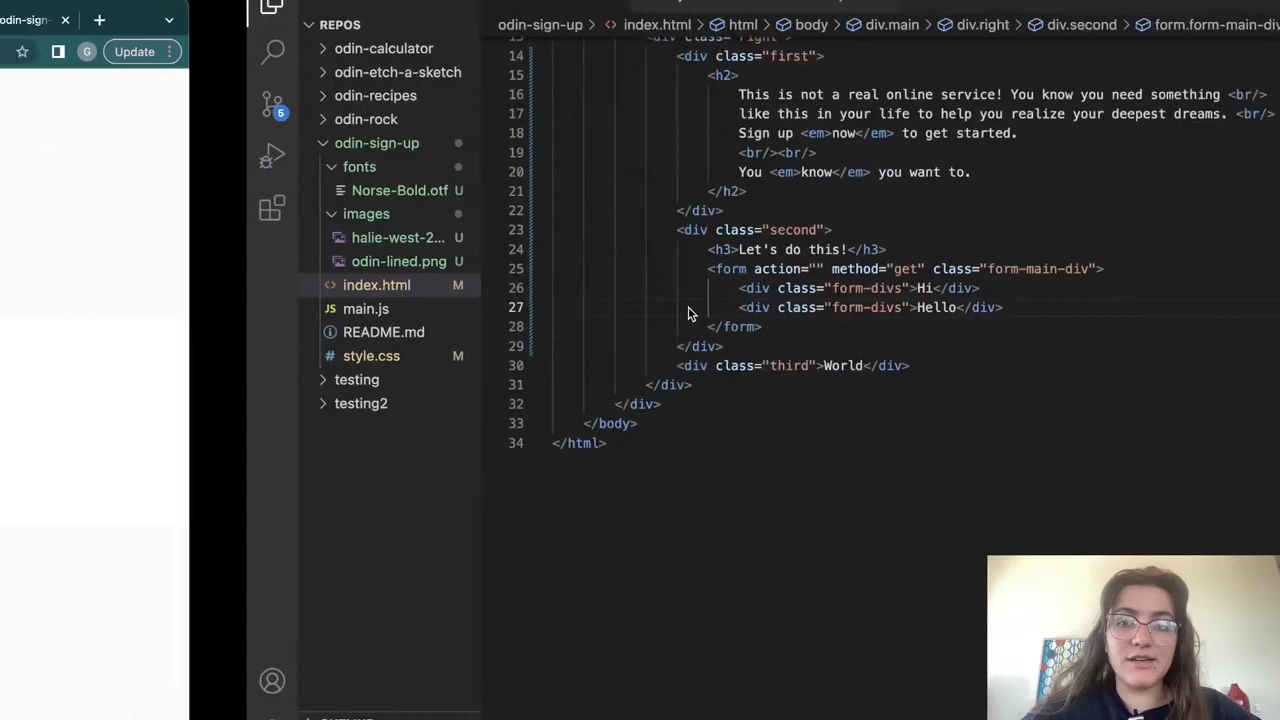 odin-sign-
Update
G
5
REPOS
odin-calculator
odin-etch-a-sketch
odin-recipes
odin-rock
odin-sign-up
fonts
Norse-Bold.otf U
images
halie-west-2... U
odin-lined.png U
index.html M
main.js
README.md
style.css M
testing
testing2
odin-sign-up > index.html > html > body > div.main > div.right > div.second > form.form-main-div
13 <div class="right">
14 <div class="first">
15 <h2>
16 This is not a real online service! You know you need something <br/>
17 like this in your life to help you realize your deepest dreams. <br/>
18 Sign up <em>now</em> to get started.
19 <br/><br/>
20 You <em>know</em> you want to.
21 </h2>
22 </div>
23 <div class="second">
24 <h3>Let's do this!</h3>
25 <form action="" method="get" class="form-main-div">
26 <div class="form-divs">Hi</div>
27 <div class="form-divs">Hello</div>
28 </form>
29 </div>
30 <div class="third">World</div>
31 </div>
32 </div>
33 </body>
34 </html>